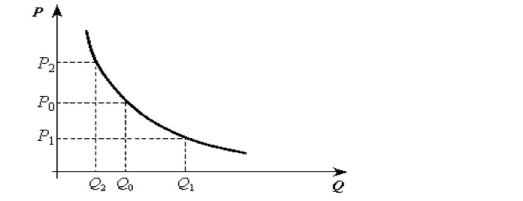 P
P₂
P₀
P₁
Q₂ Q₀ Q₁ Q